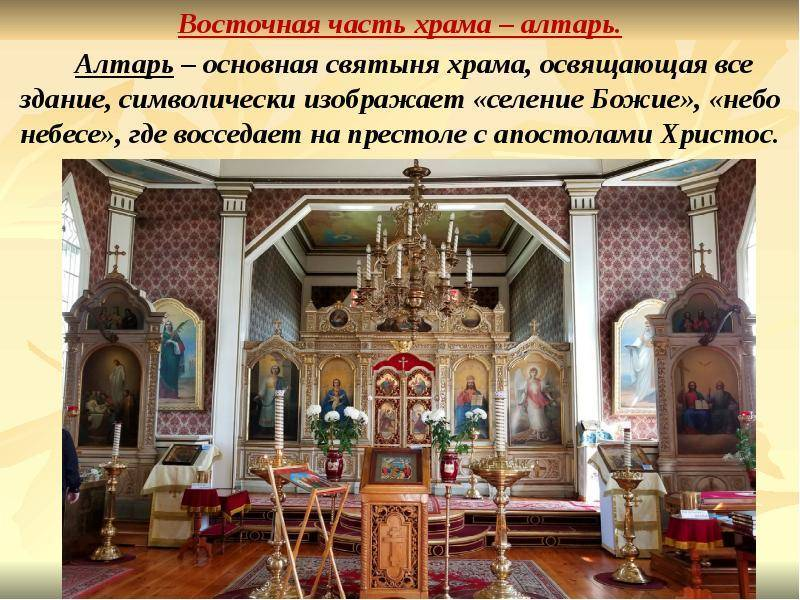 Восточная часть храма – алтарь.
Алтарь – основная святыня храма, освящающая все
здание, символически изображает «селение Божие», «небо
небесе», где восседает на престоле с апостолами Христос.